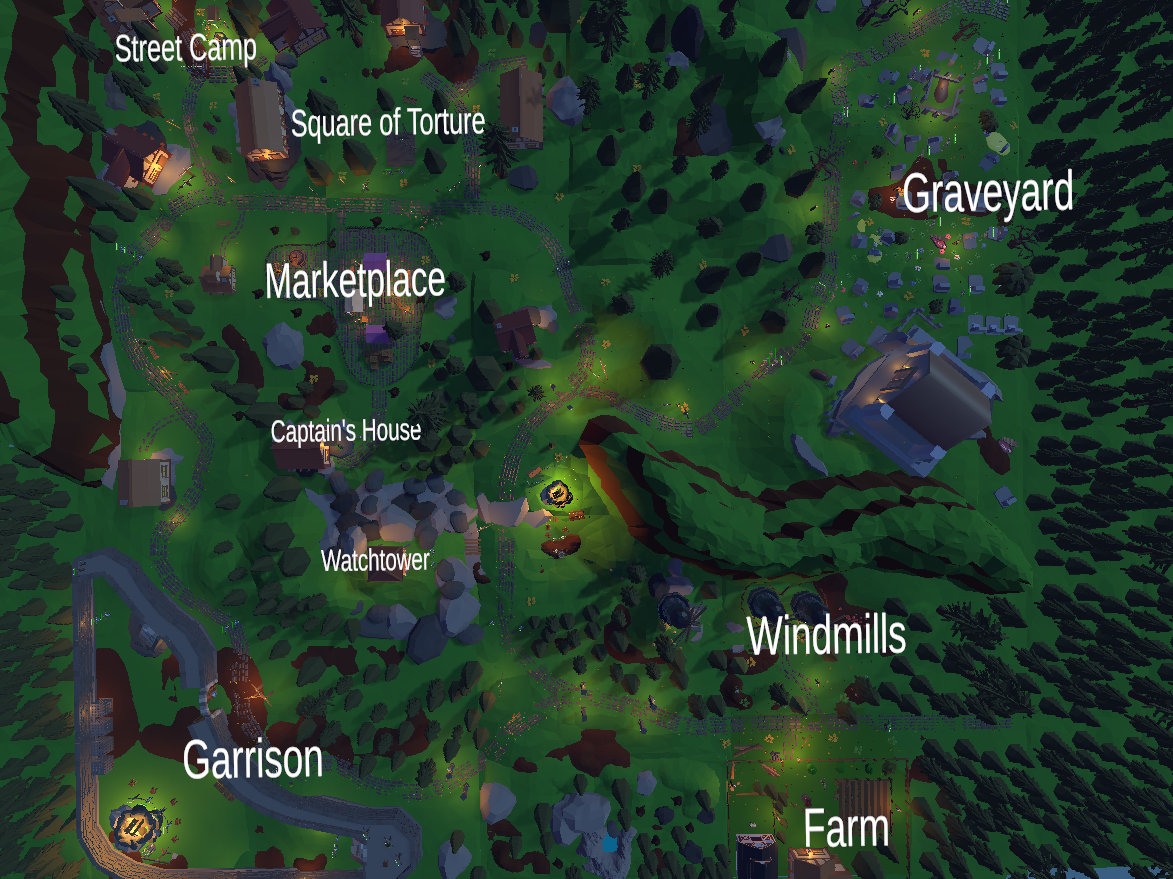 Street Camp
Square of Torture
Graveyard
Marketplace
Captain's House
Watchtower
Windmills
Garrison
Farm